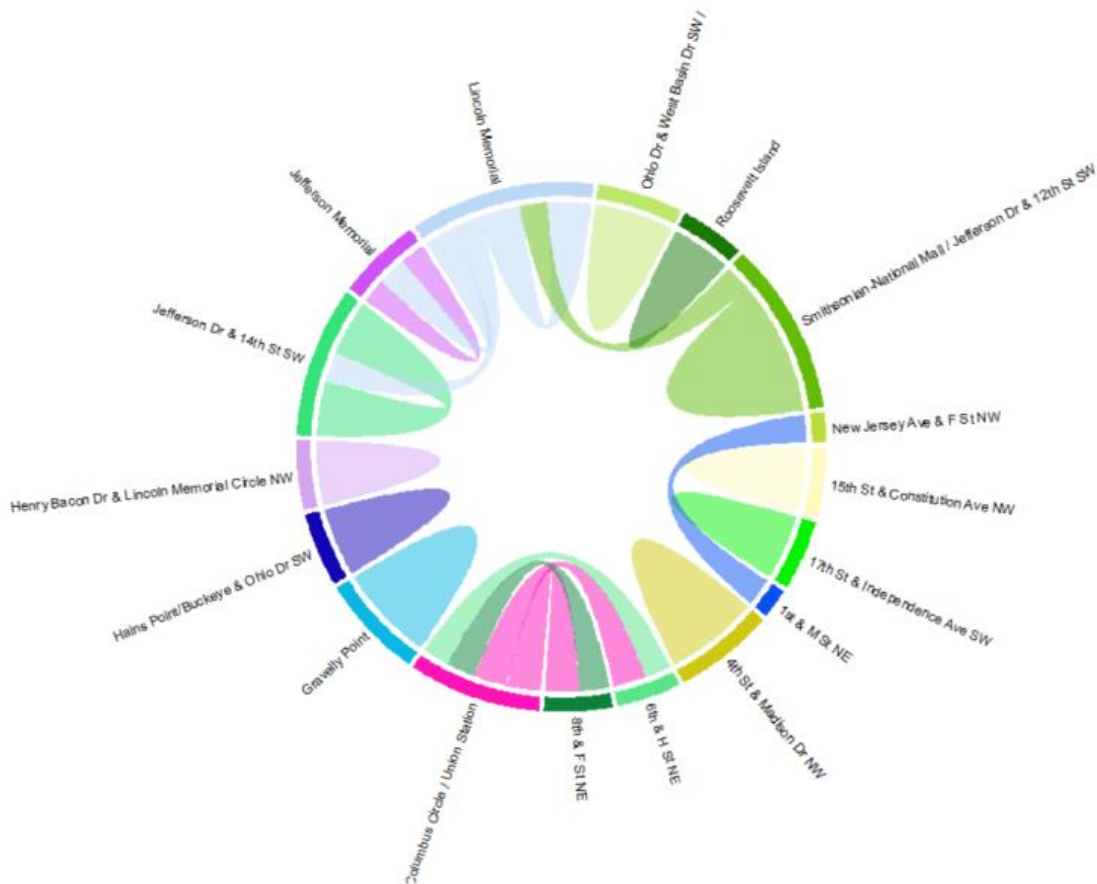 Lincoln Memorial
Ohio Dr & West Basin Dr SW /
Roosevelt Island
Smithsonian-National Mall / Jefferson Dr & 12th St SW
New Jersey Ave & F St NW
15th St & Constitution Ave NW
17th St & Independence Ave SW
1st & M St NE
4th St & Madison Dr NW
6th & H St NE
8th & F St NE
Columbus Circle / Union Station
Gravelly Point
Hains Point/Buckeye & Ohio Dr SW
Henry Bacon Dr & Lincoln Memorial Circle NW
Jefferson Dr & 14th St SW
Jefferson Memorial